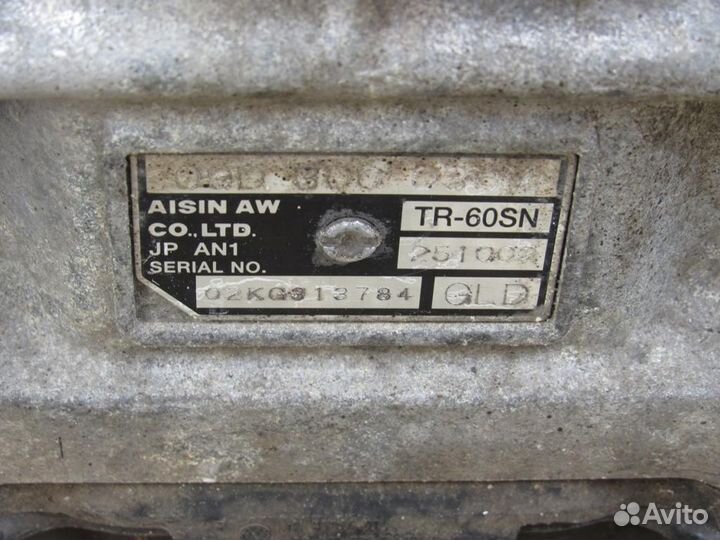 AISIN AW
CO.,LTD.
JP AN1
SERIAL NO.
TR-60SN
02KG313784
GLD
Avito